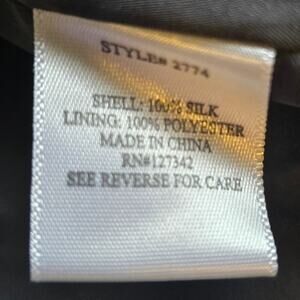 STYLE# 2774
SHELL: 100% SILK
LINING: 100% POLYESTER
MADE IN CHINA
RN#127342
SEE REVERSE FOR CARE